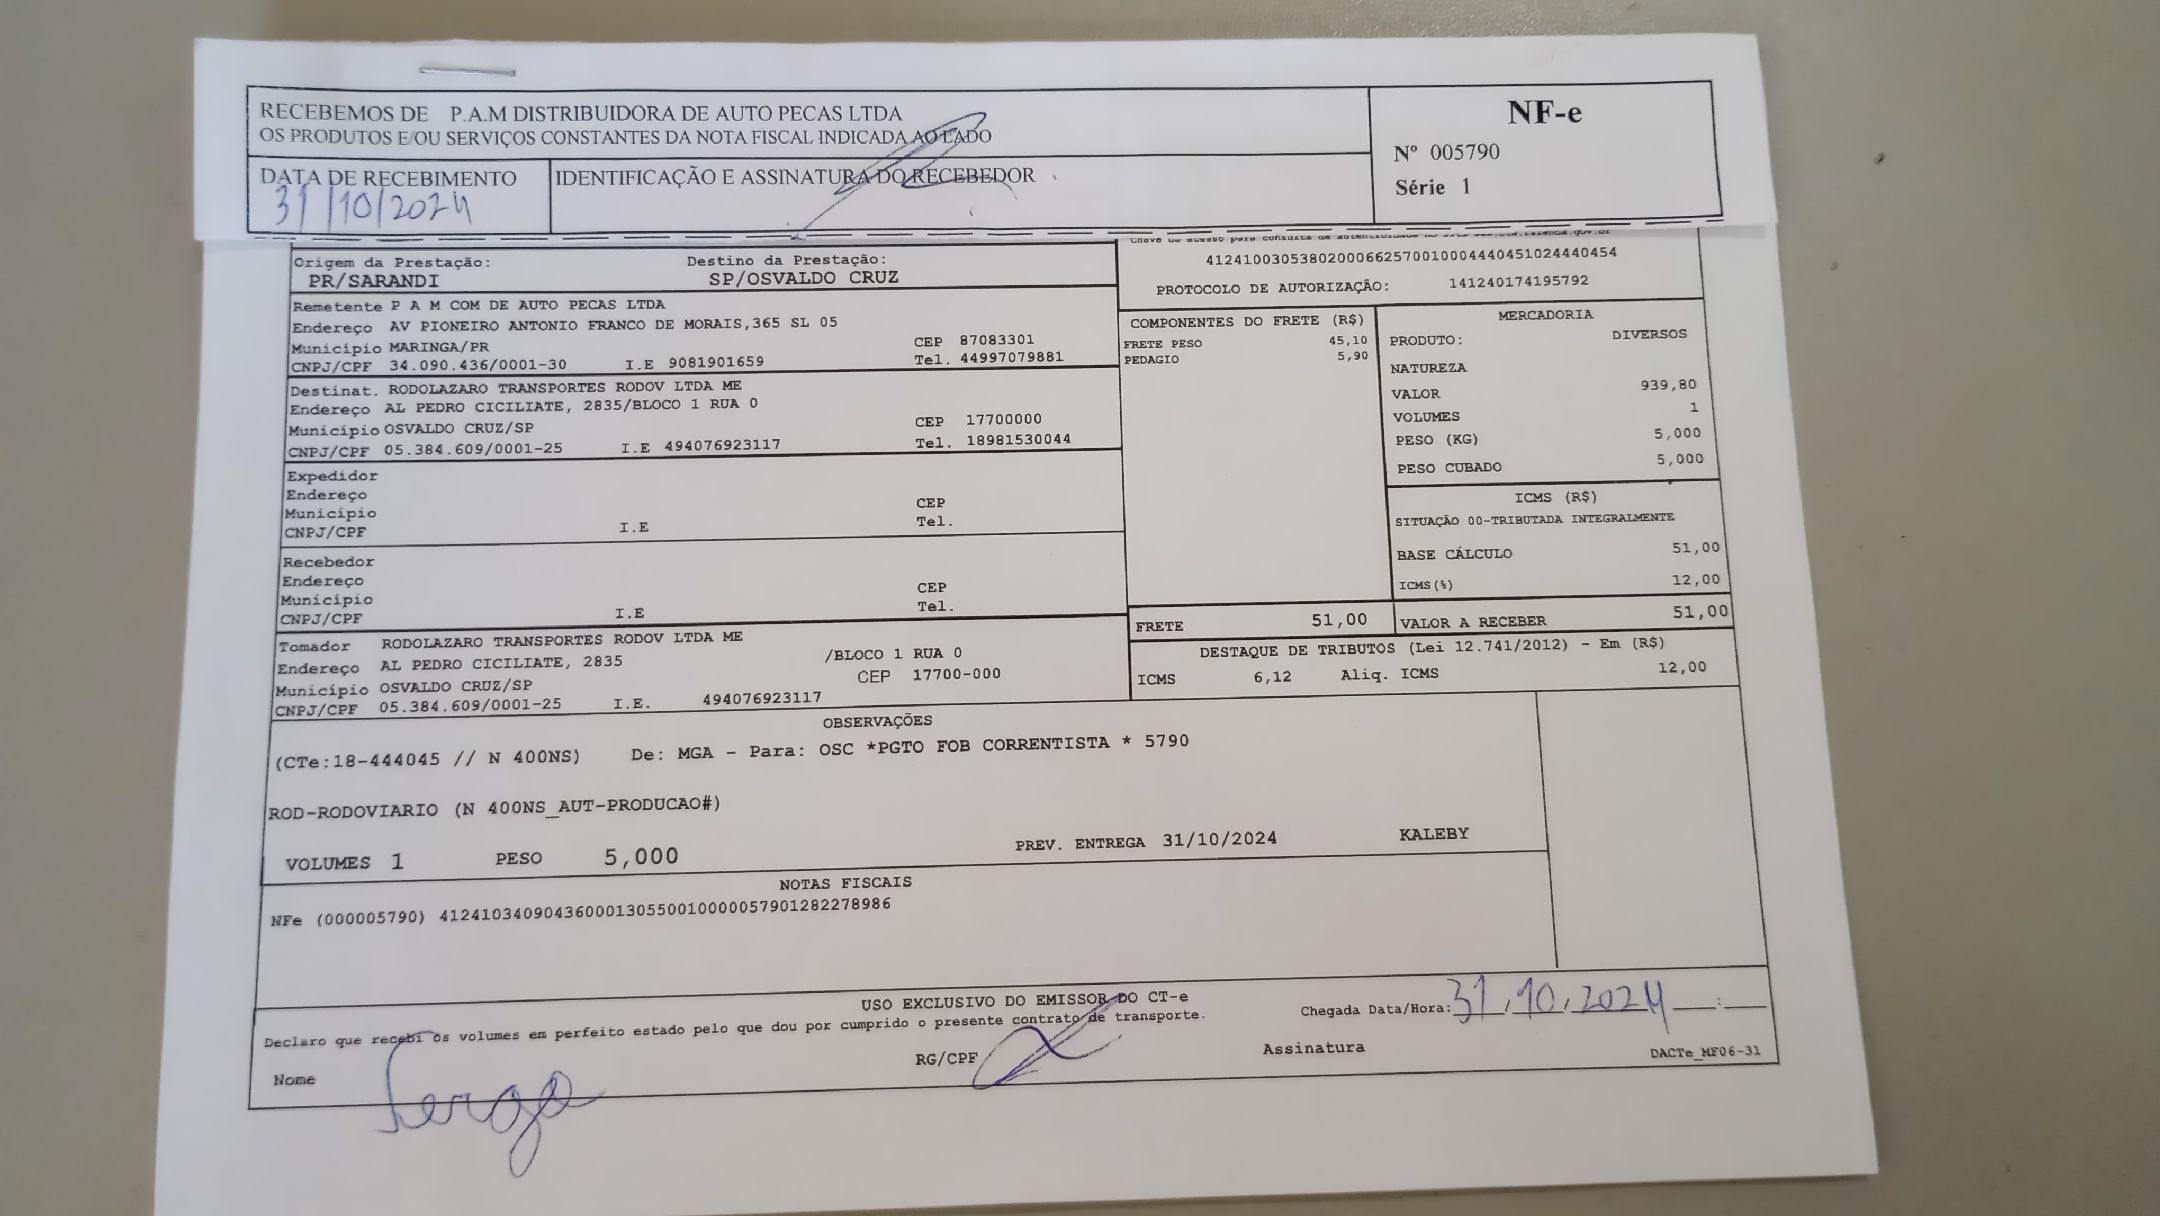 RECEBEMOS DE P.A.M DISTRIBUIDORA DE AUTO PECAS LTDA
OS PRODUTOS E/OU SERVIÇOS CONSTANTES DA NOTA FISCAL INDICADA AO LADO
DATA DE RECEBIMENTO
31/10/2024
IDENTIFICAÇÃO E ASSINATURA DO RECEBEDOR
NF-e
Nº 005790
Série 1
Chave de acesso para consulta de autenticidade no
41241003053802000662570010004440451024440454
PROTOCOLO DE AUTORIZAÇÃO: 141240174195792
Origem da Prestação: Destino da Prestação:
PR/SARANDI SP/OSVALDO CRUZ
Remetente P A M COM DE AUTO PECAS LTDA
Endereço AV PIONEIRO ANTONIO FRANCO DE MORAIS,365 SL 05
Município MARINGA/PR CEP 87083301
CNPJ/CPF 34.090.436/0001-30 I.E 9081901659 Tel. 44997079881
Destinat. RODOLAZARO TRANSPORTES RODOV LTDA ME
Endereço AL PEDRO CICILIATE, 2835/BLOCO 1 RUA 0
Município OSVALDO CRUZ/SP CEP 17700000
CNPJ/CPF 05.384.609/0001-25 I.E 494076923117 Tel. 18981530044
Expedidor
Endereço
Município CEP
CNPJ/CPF I.E Tel.
Recebedor
Endereço
Município CEP
CNPJ/CPF I.E Tel.
Tomador RODOLAZARO TRANSPORTES RODOV LTDA ME
Endereço AL PEDRO CICILIATE, 2835 /BLOCO 1 RUA 0
Município OSVALDO CRUZ/SP CEP 17700-000
CNPJ/CPF 05.384.609/0001-25 I.E. 494076923117
COMPONENTES DO FRETE (R$)
FRETE PESO 45,10
PEDAGIO 5,90
MERCADORIA
PRODUTO: DIVERSOS
NATUREZA
VALOR 939,80
VOLUMES 1
PESO (KG) 5,000
PESO CUBADO 5,000
ICMS (R$)
SITUAÇÃO 00-TRIBUTADA INTEGRALMENTE
BASE CÁLCULO 51,00
ICMS(%) 12,00
FRETE 51,00 VALOR A RECEBER 51,00
DESTAQUE DE TRIBUTOS (Lei 12.741/2012) - Em (R$)
ICMS 6,12 Aliq. ICMS 12,00
OBSERVAÇÕES
(CTe:18-444045 // N 400NS) De: MGA - Para: OSC *PGTO FOB CORRENTISTA * 5790
ROD-RODOVIARIO (N 400NS_AUT-PRODUCAO#)
VOLUMES 1 PESO 5,000 PREV. ENTREGA 31/10/2024 KALEBY
NOTAS FISCAIS
NFe (000005790) 41241034090436000130550010000057901282278986
USO EXCLUSIVO DO EMISSOR DO CT-e
Declaro que recebi os volumes em perfeito estado pelo que dou por cumprido o presente contrato de transporte.
Chegada Data/Hora: 31/10/2024 __:__
Nome RG/CPF Assinatura
DACTe_MF06-31